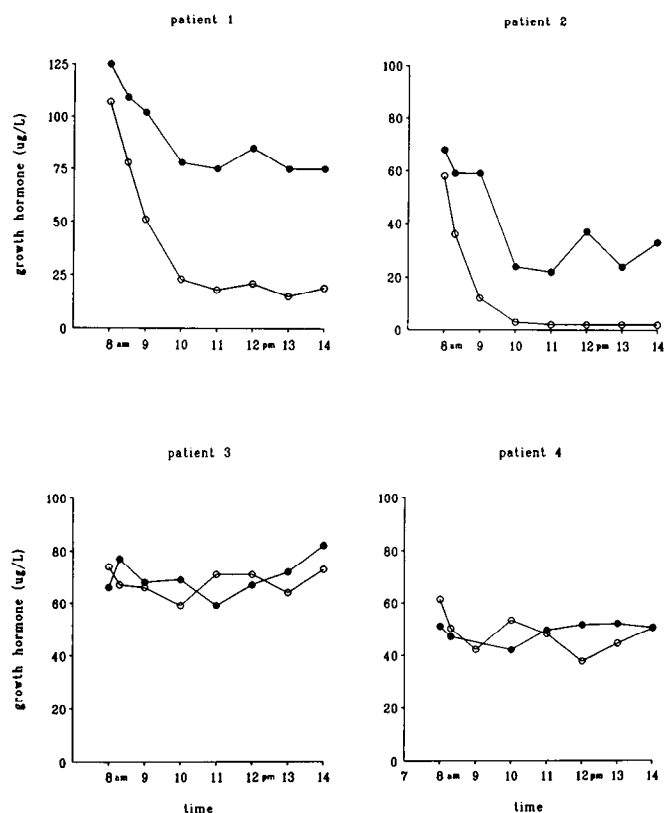 patient 1
patient 2
growth hormone (ug/L)
125
100
75
50
25
0
8 am 9 10 11 12 pm 13 14
100
80
60
40
20
0
8 am 9 10 11 12 pm 13 14
patient 3
patient 4
growth hormone (ug/L)
100
80
60
40
20
0
8 am 9 10 11 12 pm 13 14
time
100
80
60
40
20
0
7 8 am 9 10 11 12 pm 13 14
time